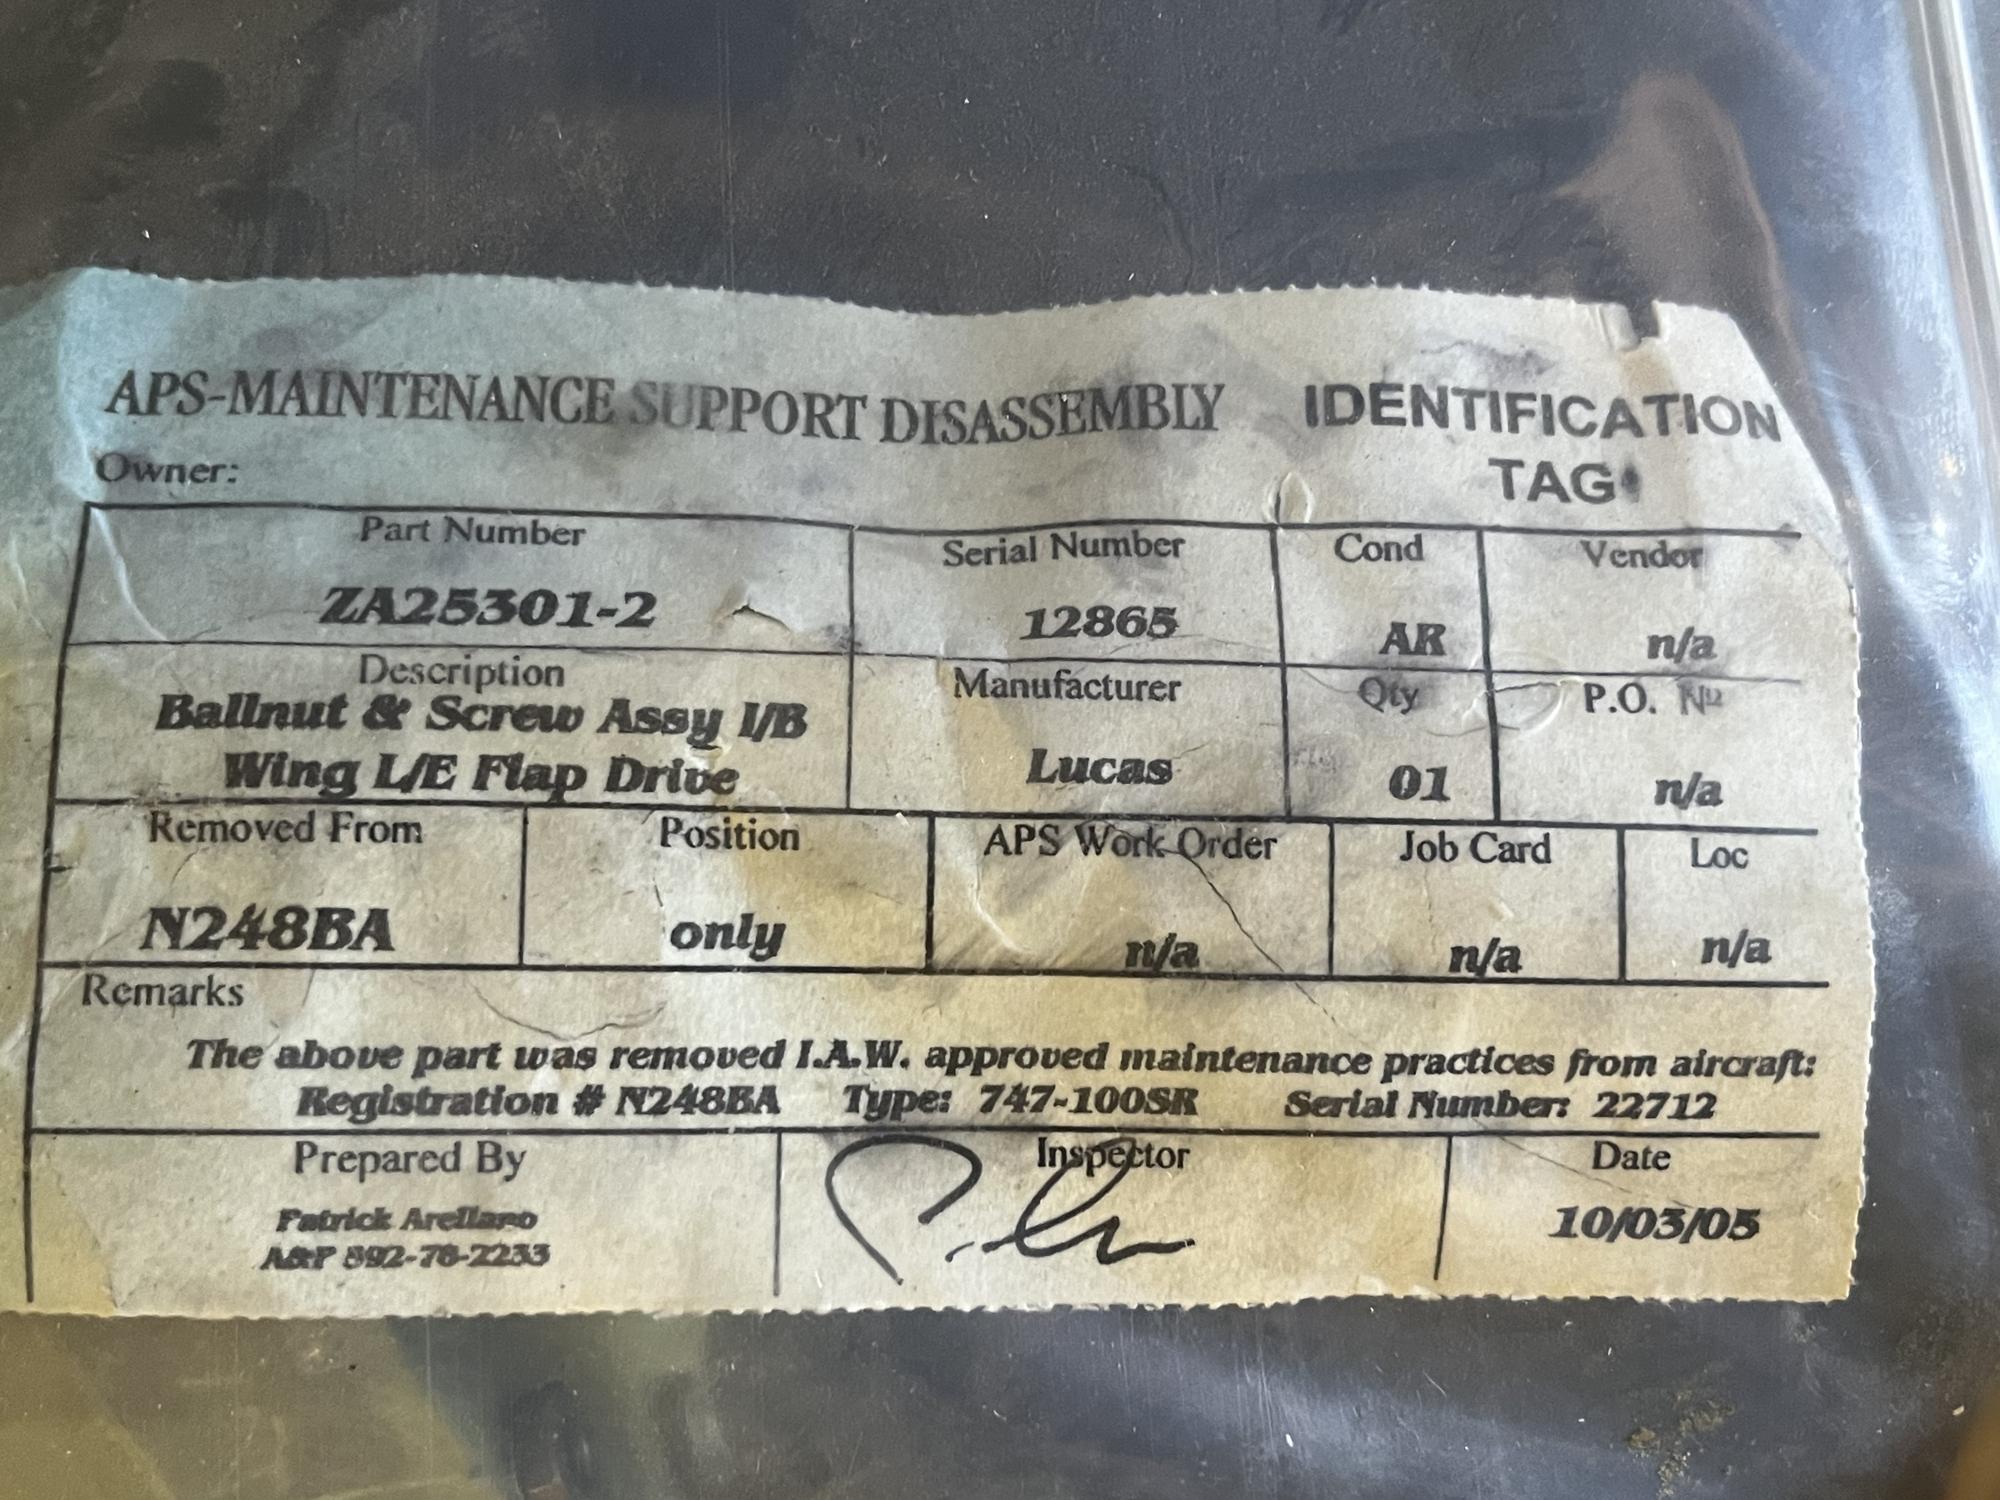 APS-MAINTENANCE SUPPORT DISASSEMBLY IDENTIFICATION
TAG
Owner:
Part Number Serial Number Cond Vendor
ZA25301-2 12865 AR n/a
Description Manufacturer Qty P.O. Nº
Ballnut & Screw Assy I/B
Wing L/E Flap Drive Lucas 01 n/a
Removed From Position APS Work Order Job Card Loc
N248BA only n/a n/a n/a
Remarks
The above part was removed I.A.W. approved maintenance practices from aircraft:
Registration # N248BA Type: 747-100SR Serial Number: 22712
Prepared By Inspector Date
Patrick Arellano 10/03/05
A&P